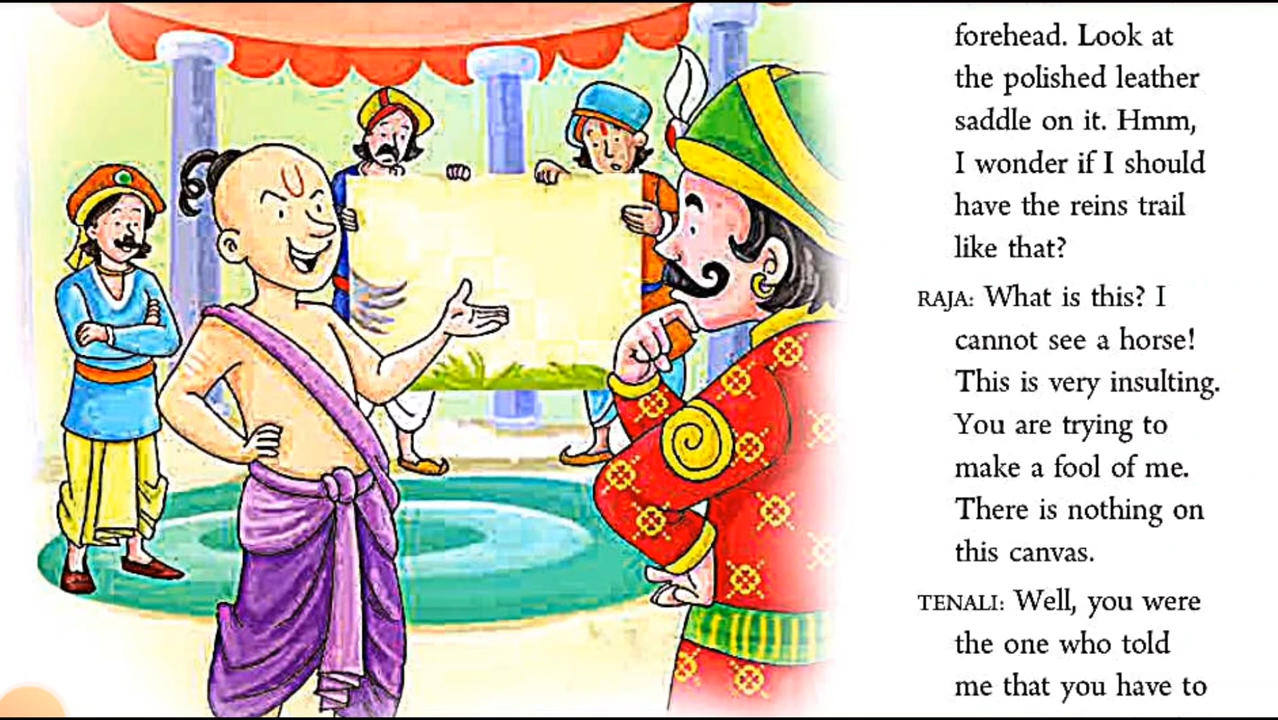 forehead. Look at
the polished leather
saddle on it. Hmm,
I wonder if I should
have the reins trail
like that?
RAJA: What is this? I
cannot see a horse!
This is very insulting.
You are trying to
make a fool of me.
There is nothing on
this canvas.
TENALI: Well, you were
the one who told
me that you have to